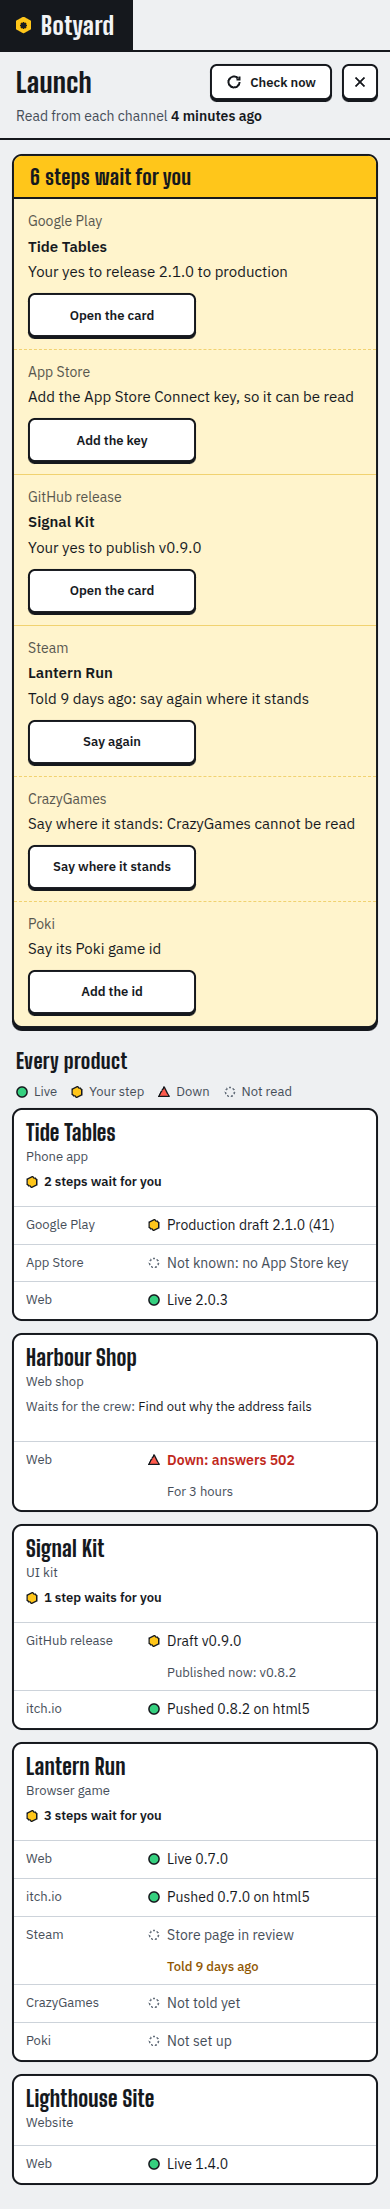 Botyard
Launch
Check now
Read from each channel 4 minutes ago
6 steps wait for you
Google Play
Tide Tables
Your yes to release 2.1.0 to production
Open the card
App Store
Add the App Store Connect key, so it can be read
Add the key
GitHub release
Signal Kit
Your yes to publish v0.9.0
Open the card
Steam
Lantern Run
Told 9 days ago: say again where it stands
Say again
CrazyGames
Say where it stands: CrazyGames cannot be read
Say where it stands
Poki
Say its Poki game id
Add the id
Every product
Live Your step Down Not read
Tide Tables
Phone app
2 steps wait for you
Google Play Production draft 2.1.0 (41)
App Store Not known: no App Store key
Web Live 2.0.3
Harbour Shop
Web shop
Waits for the crew: Find out why the address fails
Web Down: answers 502
For 3 hours
Signal Kit
UI kit
1 step waits for you
GitHub release Draft v0.9.0
Published now: v0.8.2
itch.io Pushed 0.8.2 on html5
Lantern Run
Browser game
3 steps wait for you
Web Live 0.7.0
itch.io Pushed 0.7.0 on html5
Steam Store page in review
Told 9 days ago
CrazyGames Not told yet
Poki Not set up
Lighthouse Site
Website
Web Live 1.4.0